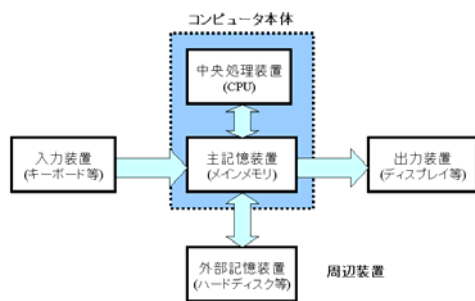 コンピュータ本体
中央処理装置
(CPU)
入力装置
(キーボード等)
主記憶装置
(メインメモリ)
出力装置
(ディスプレイ等)
外部記憶装置
(ハードディスク等)
周辺装置